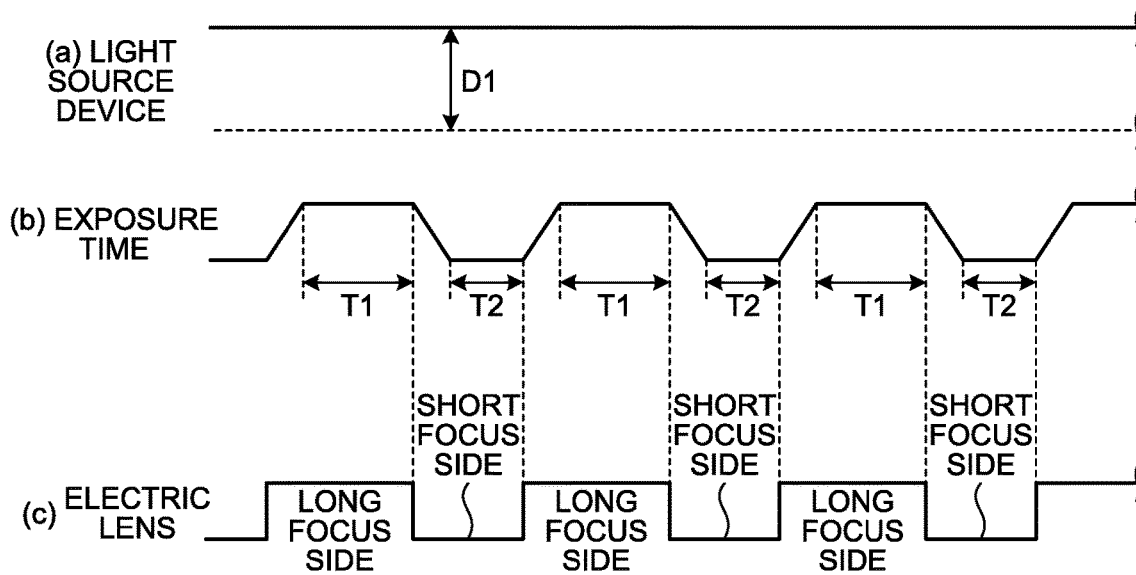 (a) LIGHT
SOURCE
DEVICE
D1
(b) EXPOSURE
TIME
T1
T2
T1
T2
T1
T2
SHORT
FOCUS
SIDE
SHORT
FOCUS
SIDE
SHORT
FOCUS
SIDE
(c) ELECTRIC
LENS
LONG
FOCUS
SIDE
LONG
FOCUS
SIDE
LONG
FOCUS
SIDE